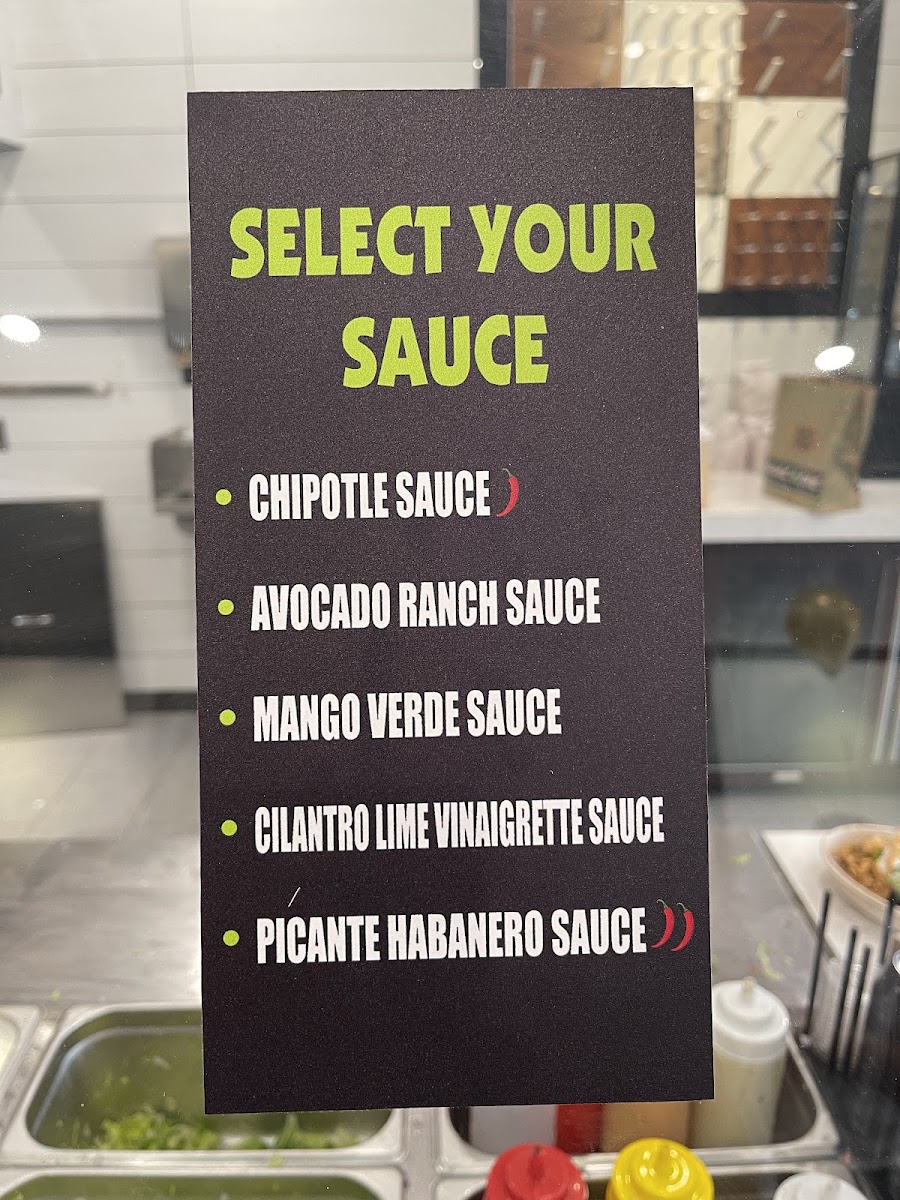 SELECT YOUR
SAUCE
CHIPOTLE SAUCE
AVOCADO RANCH SAUCE
MANGO VERDE SAUCE
CILANTRO LIME VINAIGRETTE SAUCE
PICANTE HABANERO SAUCE